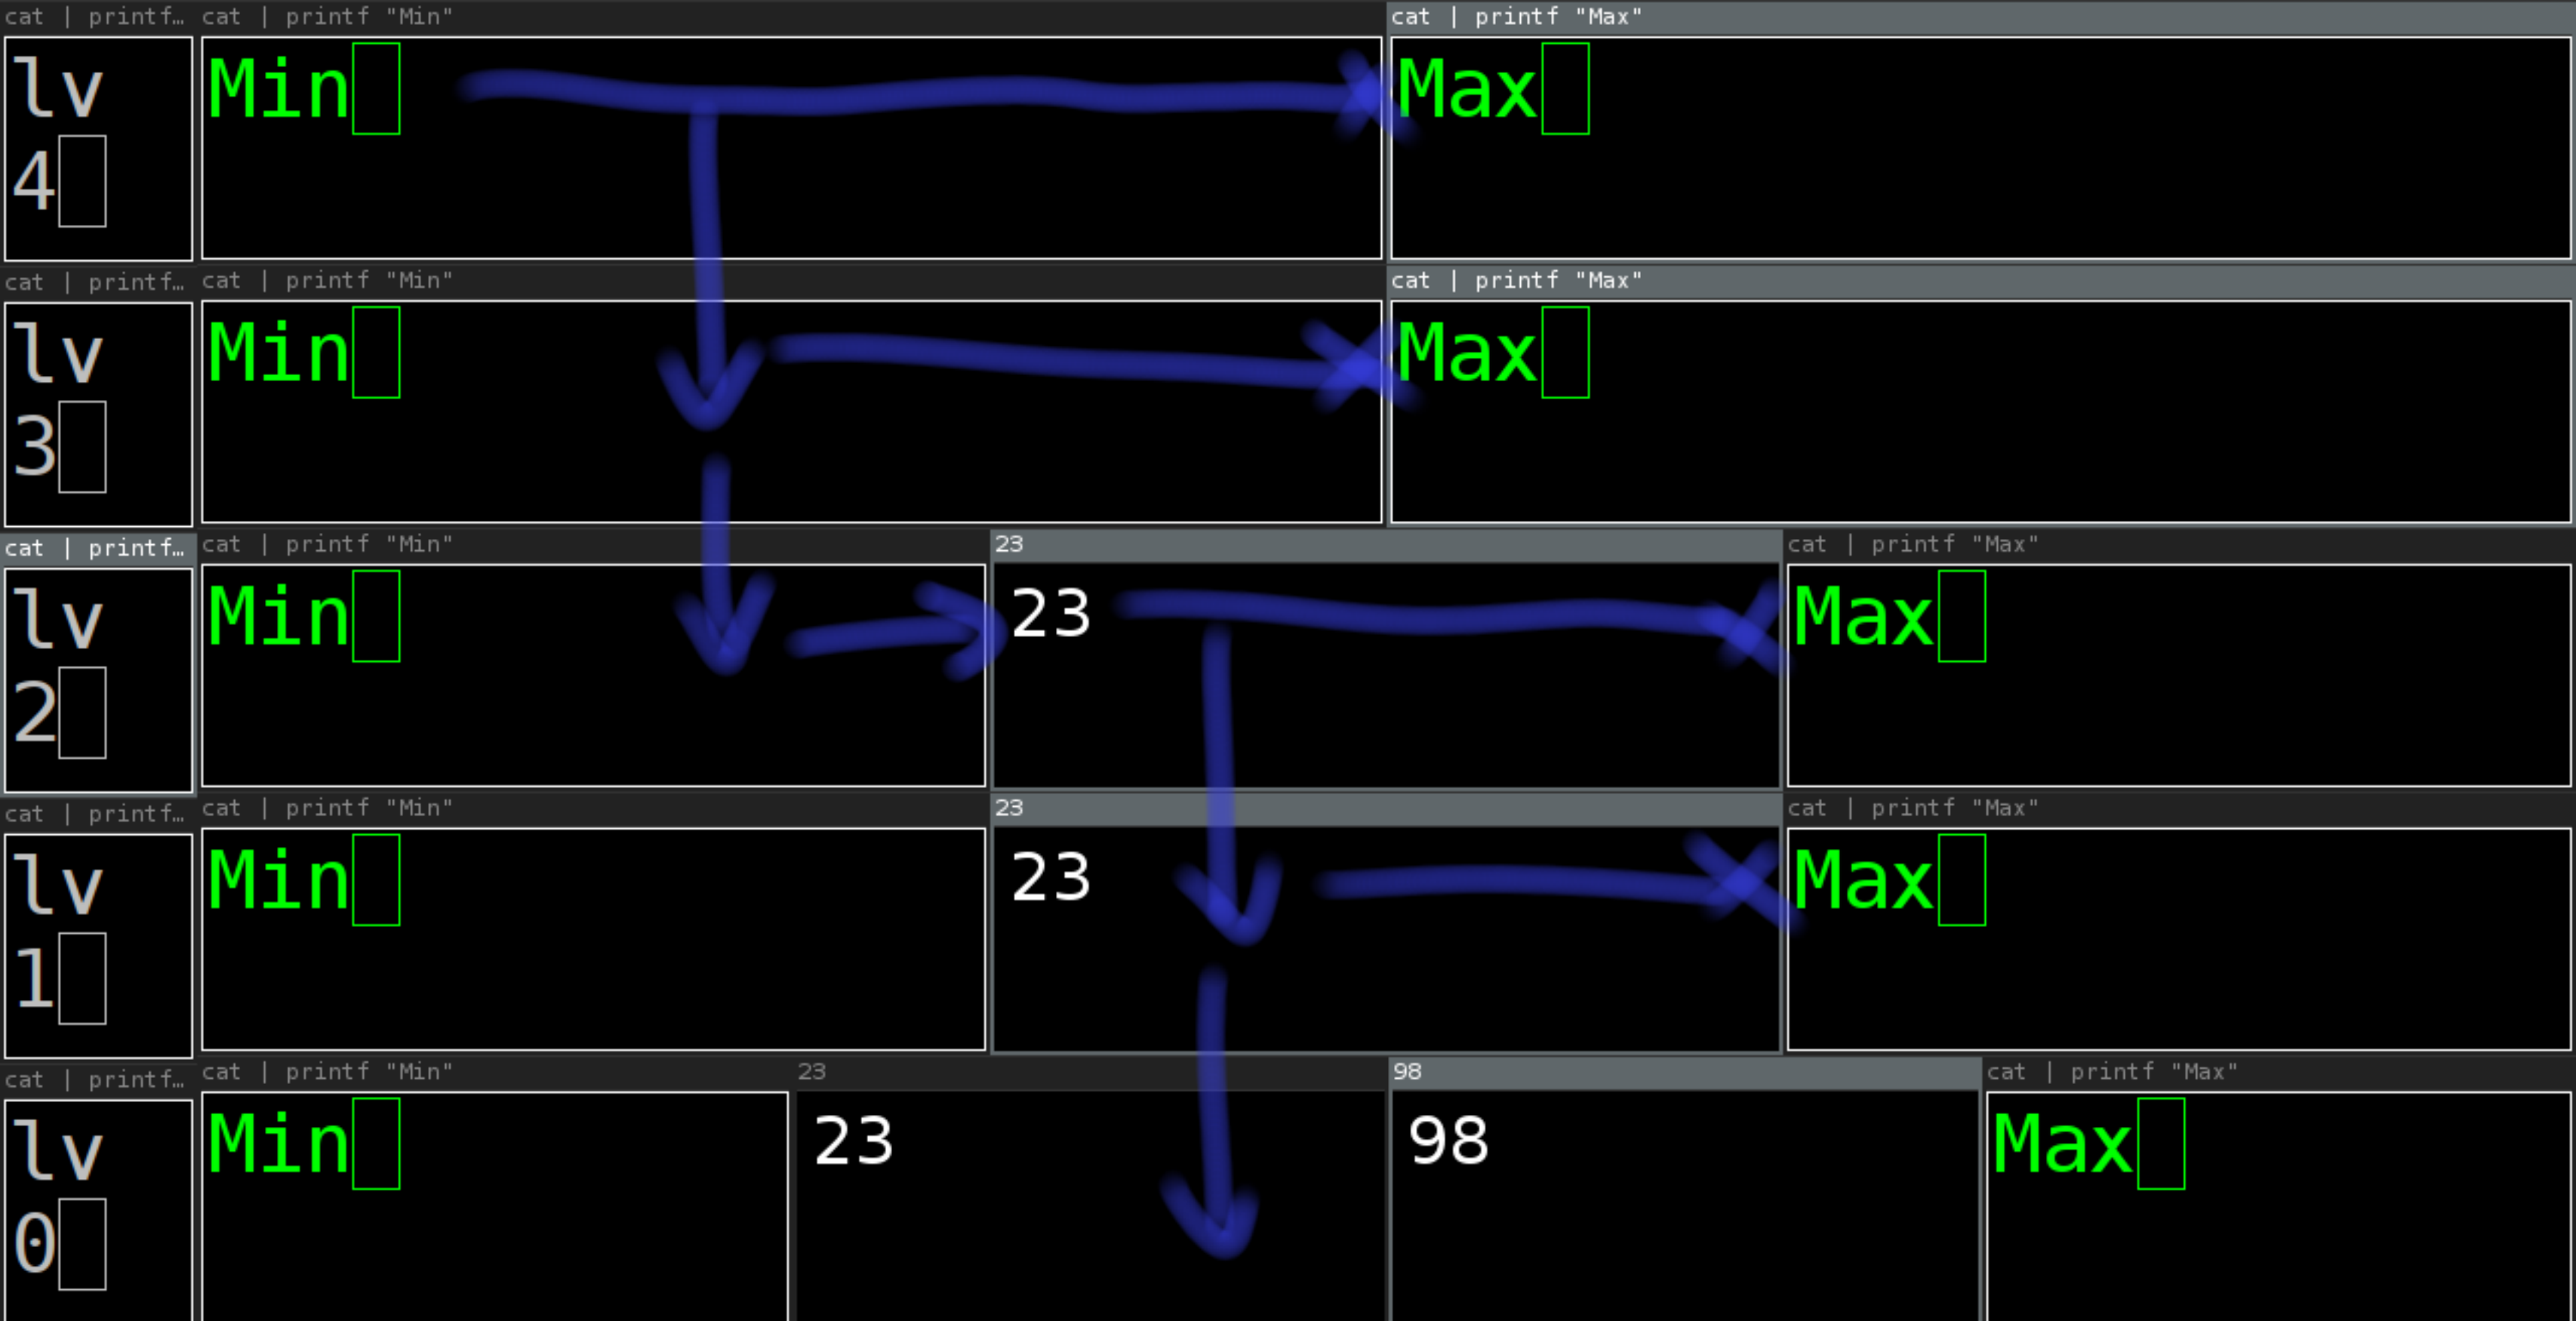 cat | printf… cat | printf "Min" cat | printf "Max"
lv Min Max
4
cat | printf… cat | printf "Min" cat | printf "Max"
lv Min Max
3
cat | printf… cat | printf "Min" 23 cat | printf "Max"
lv Min 23 Max
2
cat | printf… cat | printf "Min" 23 cat | printf "Max"
lv Min 23 Max
1
cat | printf… cat | printf "Min" 23 98 cat | printf "Max"
lv Min 23 98 Max
0